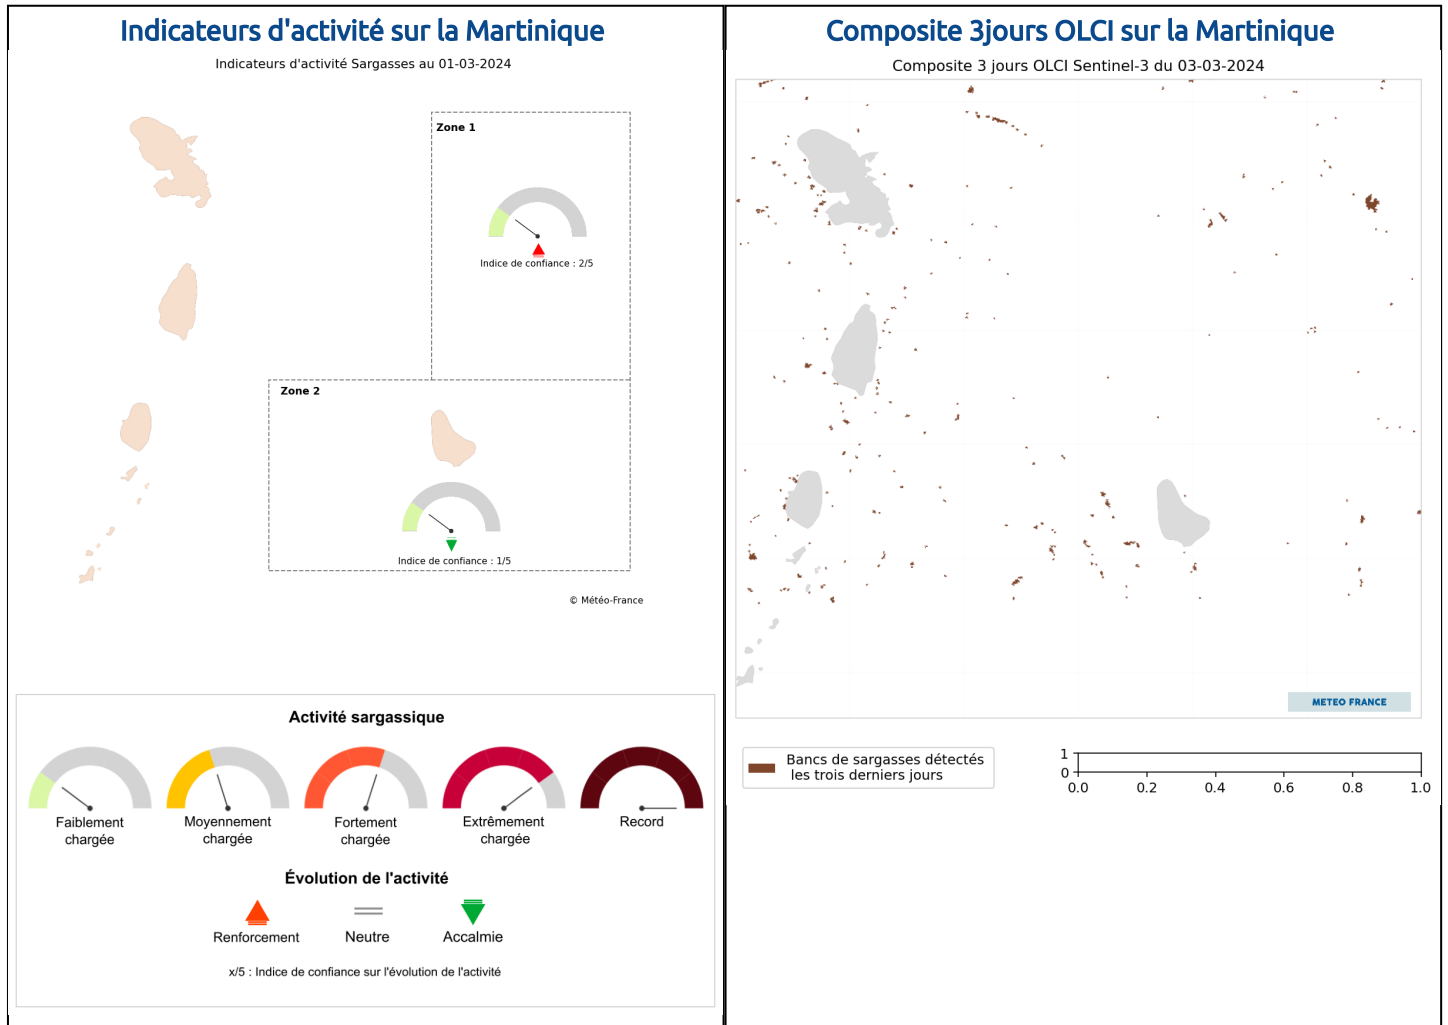 Indicateurs d'activité sur la Martinique
Indicateurs d'activité Sargasses au 01-03-2024
Zone 1
Indice de confiance : 2/5
Zone 2
Indice de confiance : 1/5
© Météo-France
Activité sargassique
Faiblement
chargée
Moyennement
chargée
Fortement
chargée
Extrêmement
chargée
Record
Évolution de l'activité
Renforcement
Neutre
Accalmie
x/5 : Indice de confiance sur l'évolution de l'activité
Composite 3jours OLCI sur la Martinique
Composite 3 jours OLCI Sentinel-3 du 03-03-2024
METEO FRANCE
Bancs de sargasses détectés
les trois derniers jours
1
0
0.0 0.2 0.4 0.6 0.8 1.0